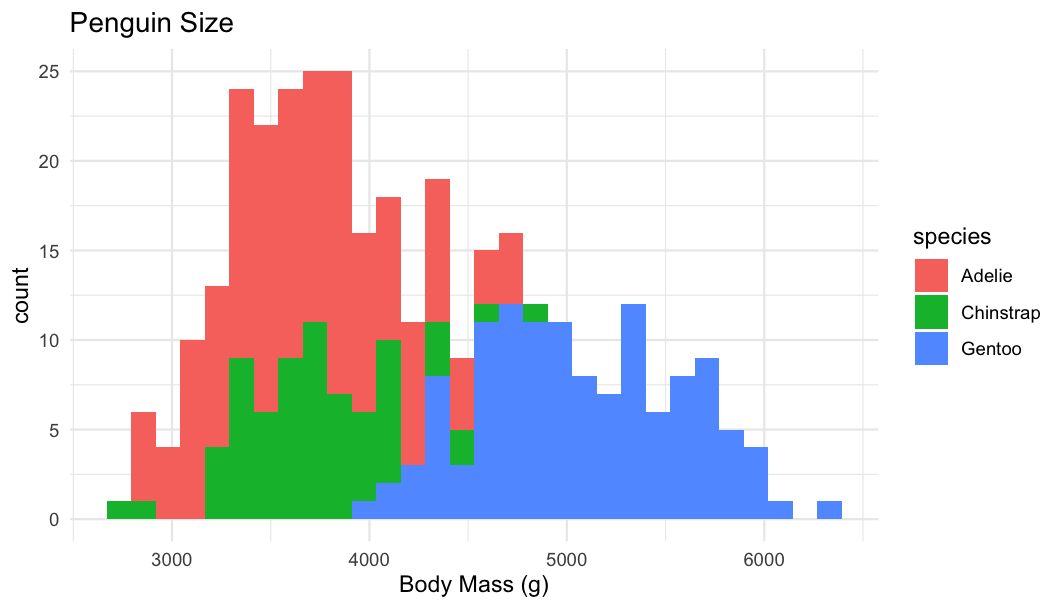 Penguin Size
25
20
15
10
5
0
count
3000 4000 5000 6000
Body Mass (g)
species
Adelie
Chinstrap
Gentoo